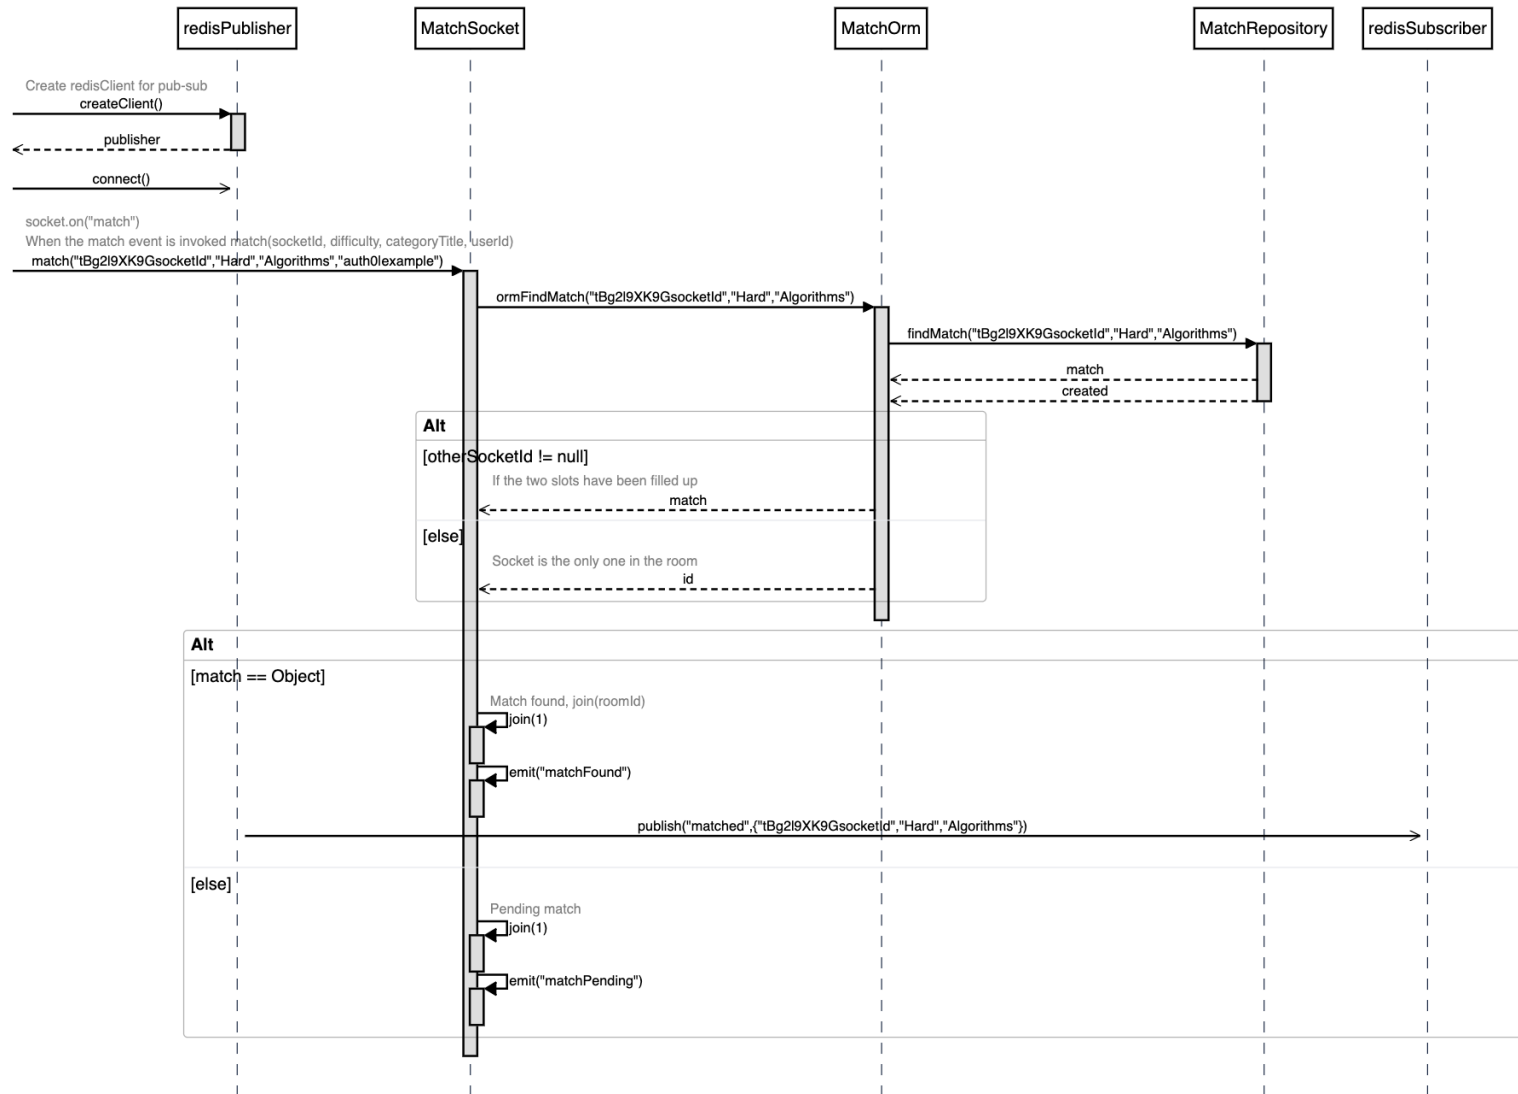 redisPublisher
MatchSocket
MatchOrm
MatchRepository
redisSubscriber
Create redisClient for pub-sub
createClient()
publisher
connect()
socket.on("match")
When the match event is invoked match(socketId, difficulty, categoryTitle, userId)
match("tBg2l9XK9GsocketId","Hard","Algorithms","auth0|example")
ormFindMatch("tBg2l9XK9GsocketId","Hard","Algorithms")
findMatch("tBg2l9XK9GsocketId","Hard","Algorithms")
match
created
Alt
[otherSocketId != null]
If the two slots have been filled up
match
[else]
Socket is the only one in the room
id
Alt
[match == Object]
Match found, join(roomId)
join(1)
emit("matchFound")
publish("matched",{"tBg2l9XK9GsocketId","Hard","Algorithms"})
[else]
Pending match
join(1)
emit("matchPending")